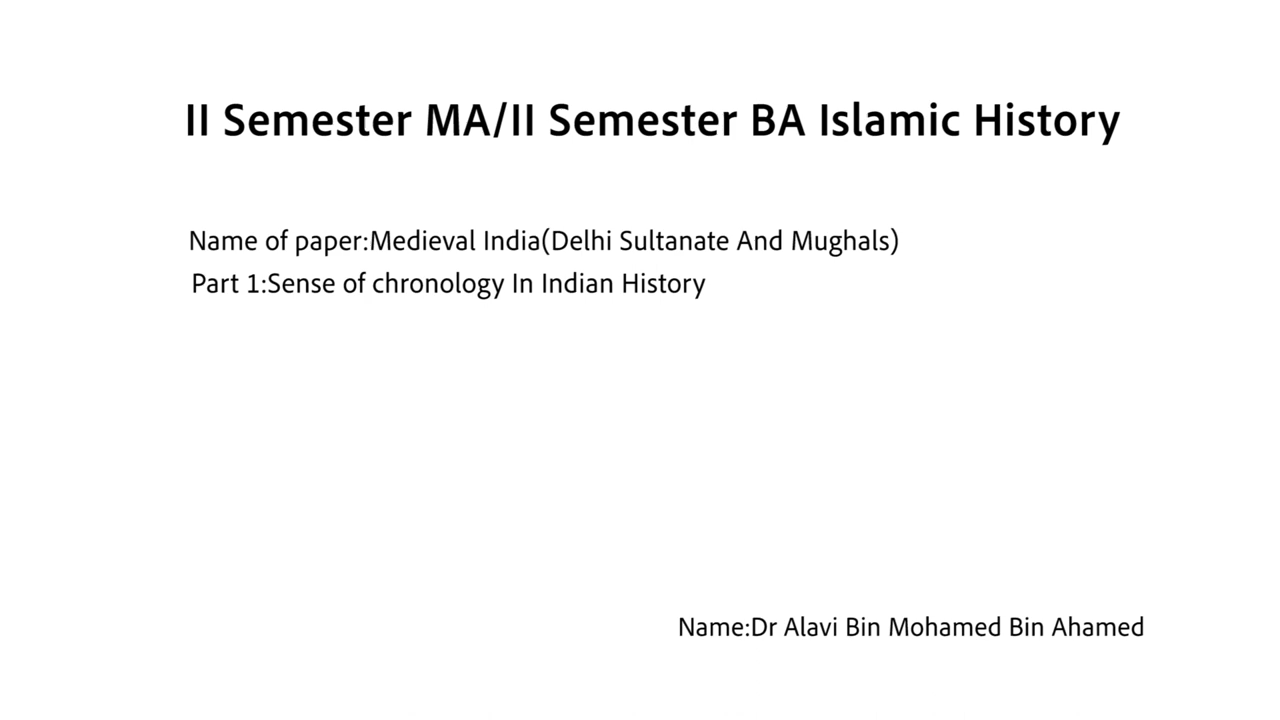 II Semester MA/II Semester BA Islamic History
Name of paper:Medieval India(Delhi Sultanate And Mughals)
Part 1:Sense of chronology In Indian History
Name:Dr Alavi Bin Mohamed Bin Ahamed